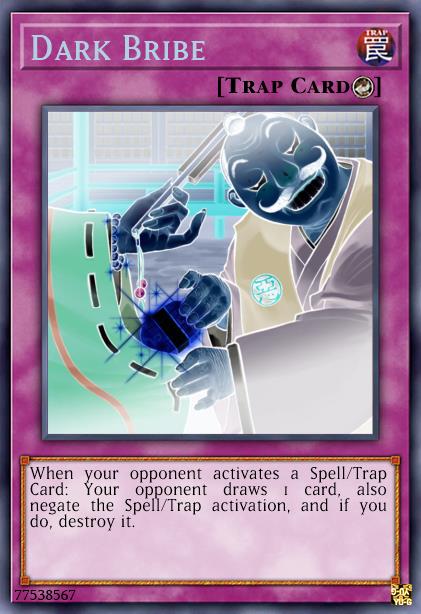 DARK BRIBE
TRAP
罠
[TRAP CARD]
When your opponent activates a Spell/Trap
Card: Your opponent draws 1 card, also
negate the Spell/Trap activation, and if you
do, destroy it.
77538567